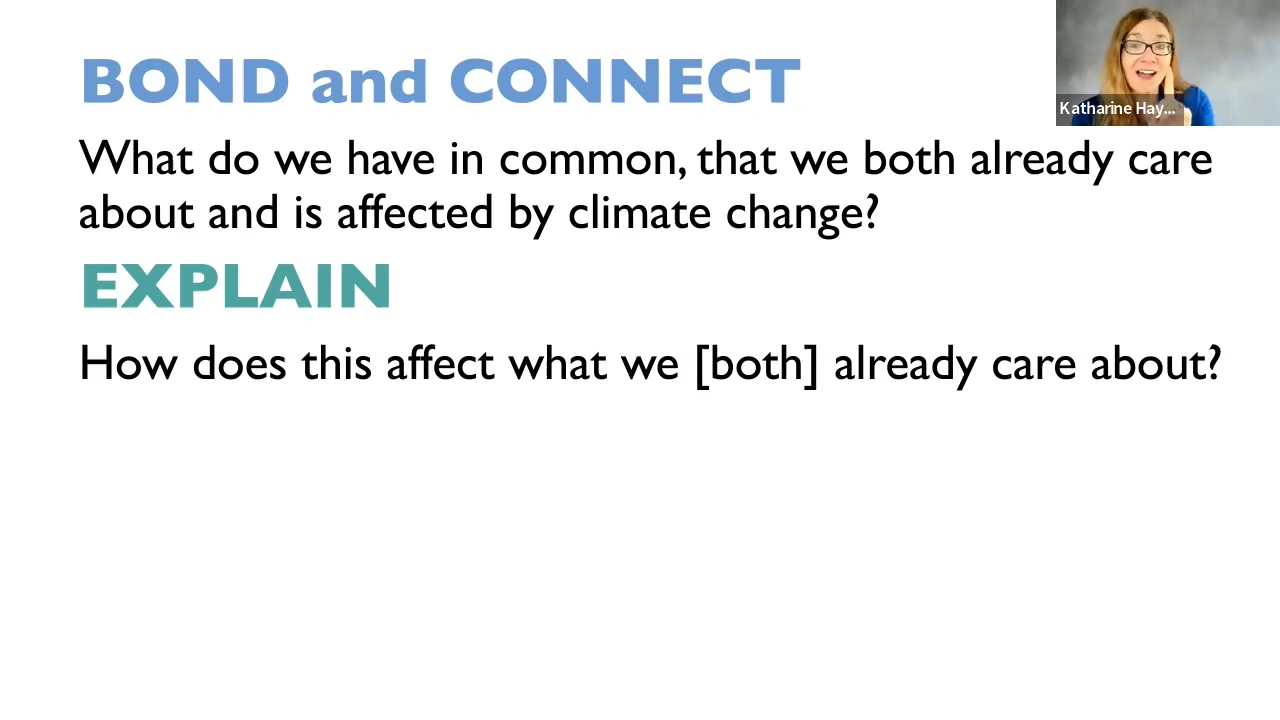 BOND and CONNECT
Katharine Hay...
What do we have in common, that we both already care
about and is affected by climate change?
EXPLAIN
How does this affect what we [both] already care about?